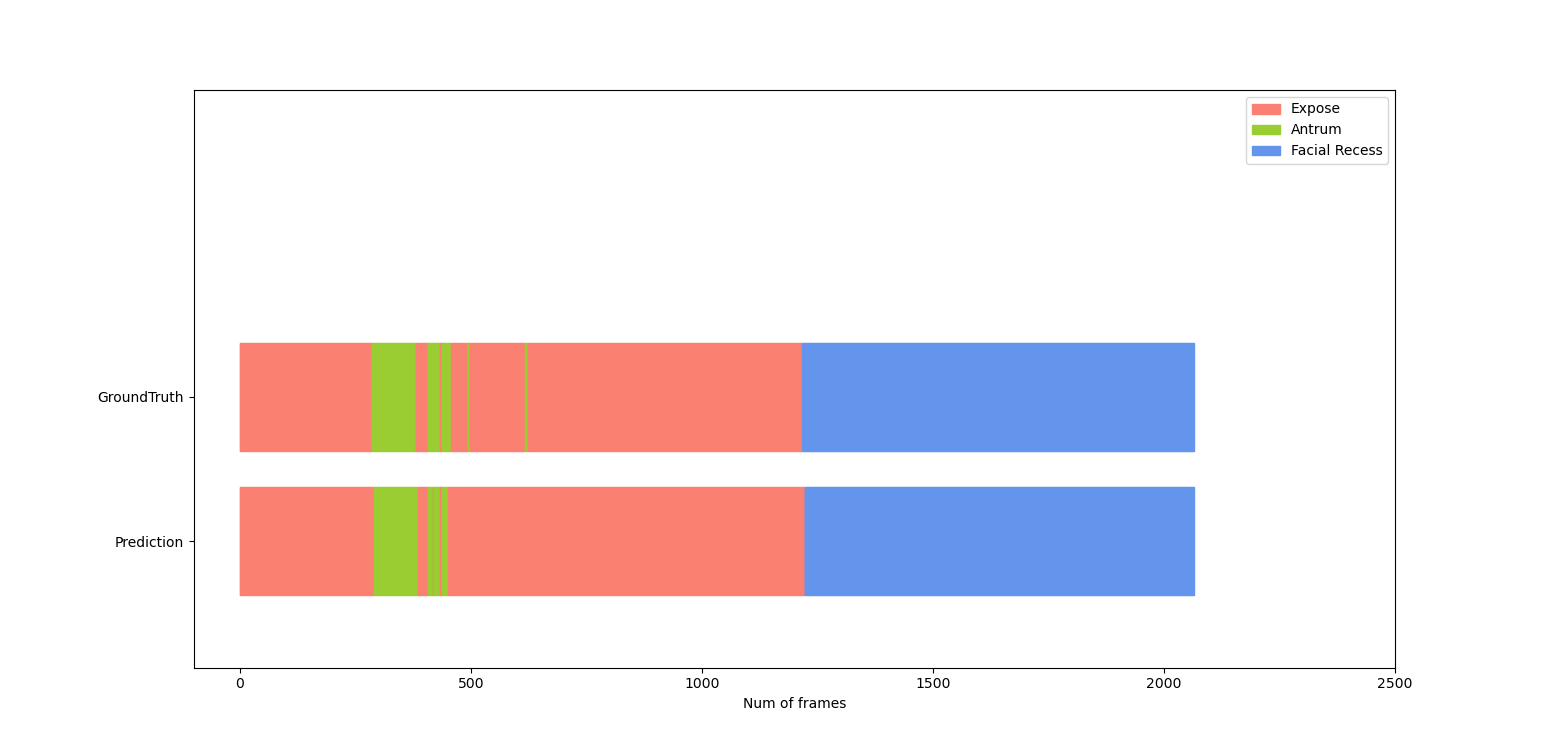 Expose
Antrum
Facial Recess
GroundTruth
Prediction
0 500 1000 1500 2000 2500
Num of frames